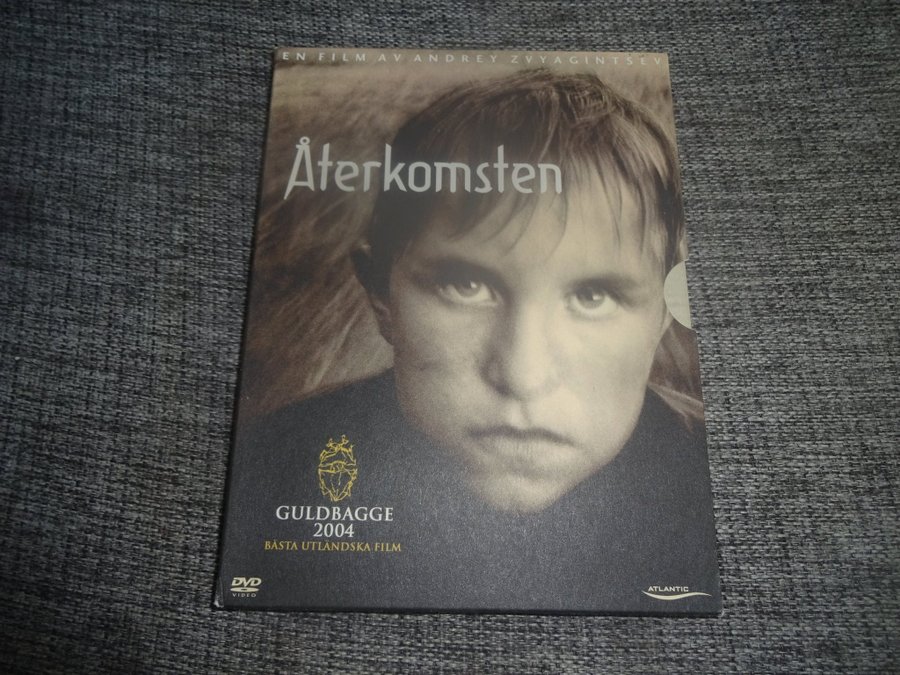 EN FILM AV ANDREY ZVYAGINTSEV
Återkomsten
GULDBAGGE
2004
BÄSTA UTLÄNDSKA FILM
DVD
VIDEO
ATLANTIC